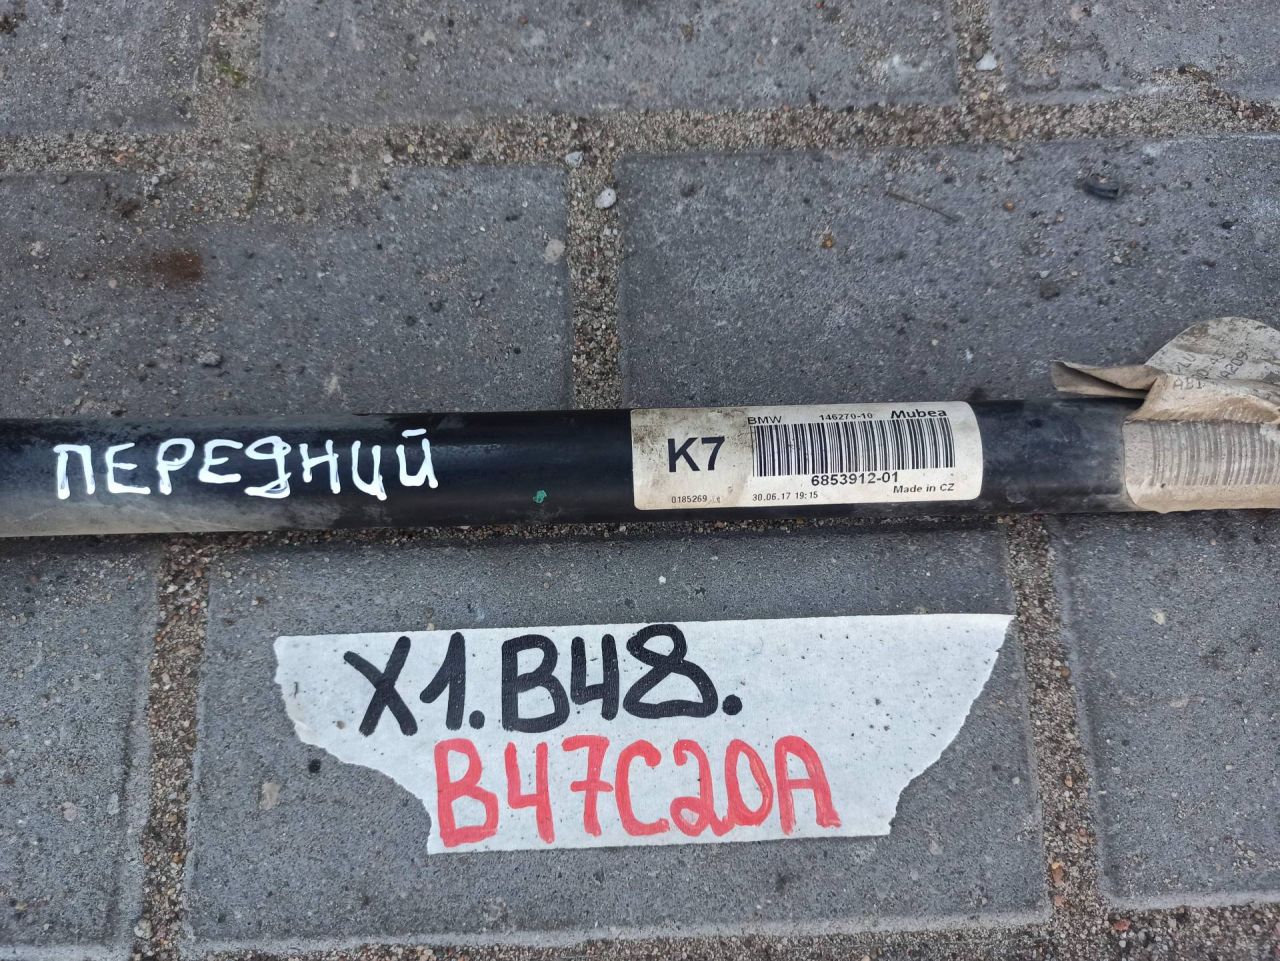 ПЕРЕДНИЙ
K7
BMW 146270-10 Mubea
6853912-01
0185269 30.06.17 19:15 Made in CZ
X1.B48.
B47C20A